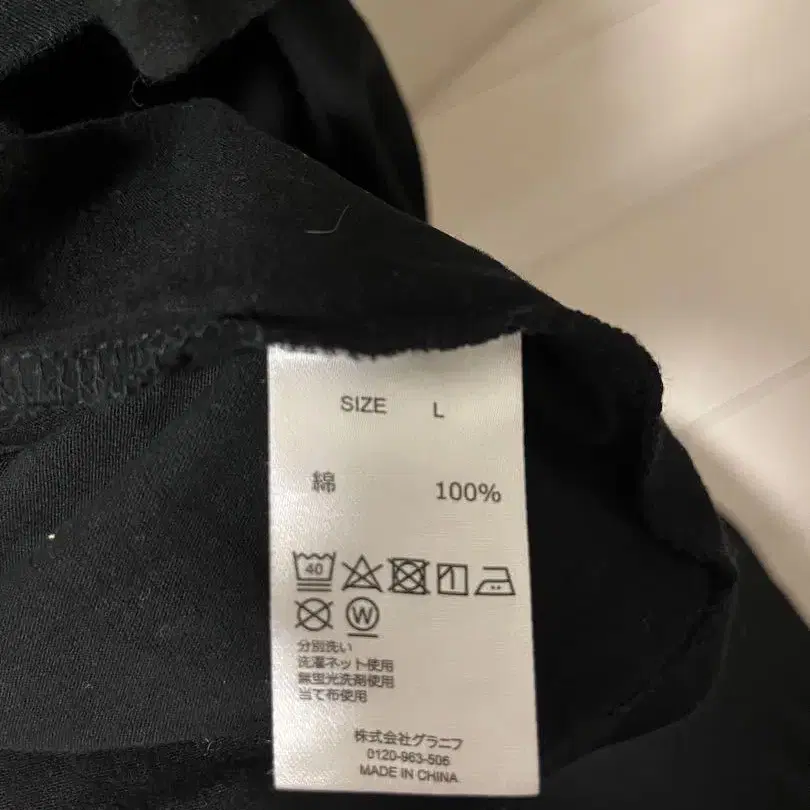 SIZE L
綿 100%
40
W
分別洗い
洗濯ネット使用
無蛍光洗剤使用
当て布使用
株式会社グラニフ
0120-963-506
MADE IN CHINA